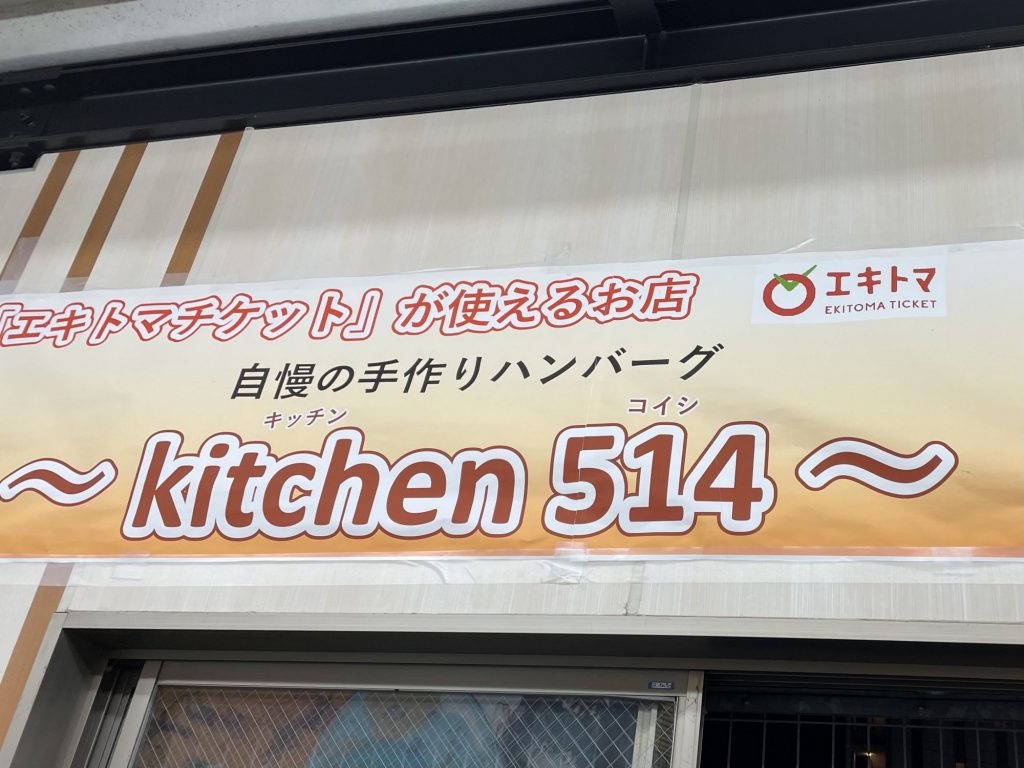 「エキトマチケット」が使えるお店
エキトマ
EKITOMA TICKET
自慢の手作りハンバーグ
キッチン コイシ
～ kitchen 514 ～